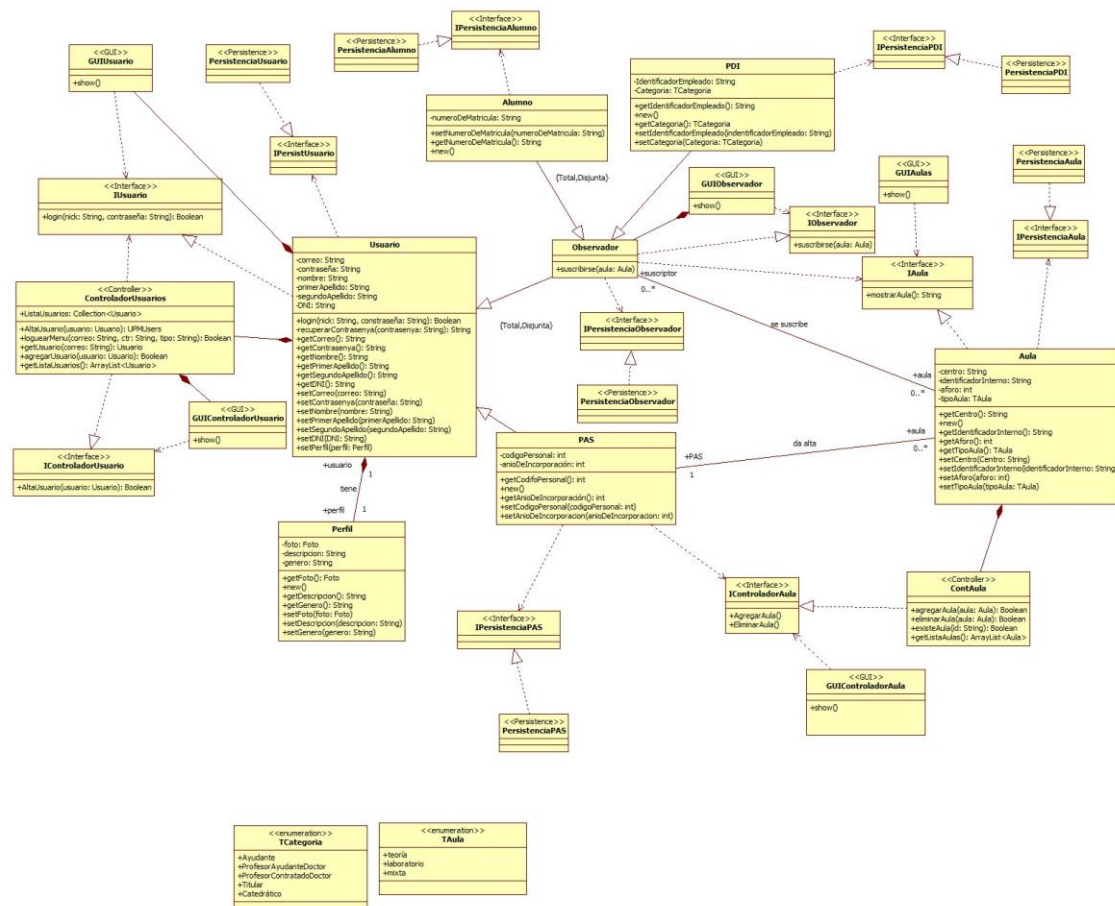 <<Interface>>
IPersistenciaAlumno
<<Persistence>>
PersistenciaAlumno
<<GUI>>
GUIUsuario
+show()
<<Persistence>>
PersistenciaUsuario
<<Interface>>
IPersistUsuario
Alumno
-numeroDeMatricula: String
+setNumeroDeMatricula(numeroDeMatricula: String)
+getNumeroDeMatricula(): String
+new()
PDI
-IdentificadorEmpleado: String
-Categoria: TCategoria
+getIdentificadorEmpleado(): String
+new()
+getCategoria(): TCategoria
+setIdentificadorEmpleado(indentificadorEmpleado: String)
+setCategoria(Categoria: TCategoria)
<<Interface>>
IPersistenciaPDI
<<Persistence>>
PersistenciaPDI
<<Interface>>
IUsuario
+login(nick: String, contraseña: String): Boolean
{Total,Disjunta}
<<GUI>>
GUIObservador
+show()
<<Interface>>
IObservador
+suscribirse(aula: Aula)
<<GUI>>
GUIAulas
+show()
<<Persistence>>
PersistenciaAula
<<Interface>>
IPersistenciaAula
<<Interface>>
IAula
+mostrarAula(): String
Observador
+suscribirse(aula: Aula)
+suscriptor
0..*
se suscribe
+aula
0..*
<<Controller>>
ControladorUsuarios
+ListaUsuarios: Collection<Usuario>
+AltaUsuario(usuario: Usuario): UPMUsers
+loguearMenu(correo: String, ctr: String, tipo: String): Boolean
+getUsuario(correo: String): Usuario
+agregarUsuario(usuario: Usuario): Boolean
+getListaUsuarios(): ArrayList<Usuario>
Usuario
-correo: String
-contraseña: String
-nombre: String
-primerApellido: String
-segundoApellido: String
-DNI: String
+login(nick: String, constraseña: String): Boolean
-recuperarContrasenya(contrasenya: String): String
+getCorreo(): String
+getContrasenya(): String
+getNombre(): String
+getPrimerApellido(): String
+getSegundoApellido(): String
+getDNI(): String
+setCorreo(correo: String)
+setContrasenya(contraseña: String)
+setNombre(nombre: String)
+setPrimerApellido(primerApellido: String)
+setSegundoApellido(segundoApellido: String)
+setDNI(DNI: String)
+setPerfil(perfil: Perfil)
{Total,Disjunta}
<<Interface>>
IPersistenciaObservador
<<Persistence>>
PersistenciaObservador
<<GUI>>
GUIControladorUsuario
+show()
<<Interface>>
IControladorUsuario
+AltaUsuario(usuario: Usuario): Boolean
Aula
-centro: String
-identificadorInterno: String
-aforo: int
-tipoAula: TAula
+getCentro(): String
+new()
+getIdentificadorInterno(): String
+getAforo(): int
+getTipoAula(): TAula
+setCentro(Centro: String)
+setIdentificadorInterno(identificadorInterno: String
+setAforo(aforo: int)
+setTipoAula(tipoAula: TAula)
PAS
-codigoPersonal: int
-anioDeIncorporación: int
+getCodifoPersonal(): int
+new()
+getAnioDeIncorporación(): int
+setCodigoPersonal(codigoPersonal: int)
+setAnioDeIncorporacion(anioDeIncorporacion: int)
+PAS
1
da alta
+aula
0..*
+usuario
1
tiene
+perfil
1
Perfil
-foto: Foto
-descripcion: String
-genero: String
+getFoto(): Foto
+new()
+getDescripcion(): String
+getGenero(): String
+setFoto(foto: Foto)
+setDescripcion(descripcion: String)
+setGenero(genero: String)
<<Interface>>
IPersistenciaPAS
<<Persistence>>
PersistenciaPAS
<<Interface>>
IControladorAula
+AgregarAula()
+EliminarAula()
<<Controller>>
ContAula
+agregarAula(aula: Aula): Boolean
+eliminarAula(aula: Aula): Boolean
+existeAula(id: String): Boolean
+getListaAulas(): ArrayList<Aula>
<<GUI>>
GUIControladorAula
+show()
<<enumeration>>
TCategoria
+Ayudante
+ProfesorAyudanteDoctor
+ProfesorContratadoDoctor
+Titular
+Catedrático
<<enumeration>>
TAula
+teoría
+laboratorio
+mixta